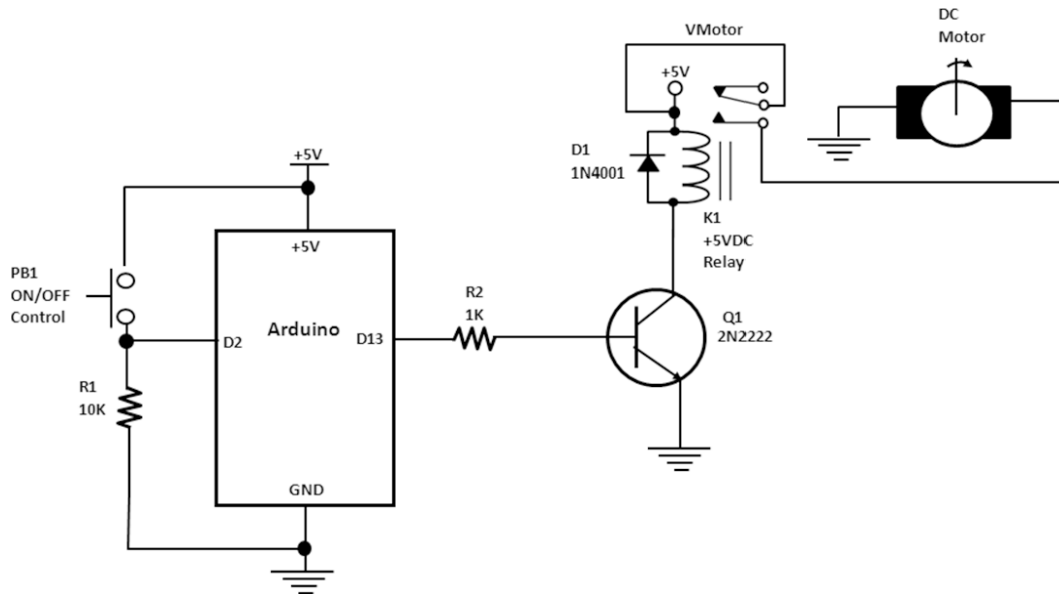 VMotor
DC
Motor
+5V
D1
1N4001
+5V
K1
+5VDC
Relay
+5V
PB1
ON/OFF
Control
Arduino
R2
1K
Q1
2N2222
D2
D13
R1
10K
GND